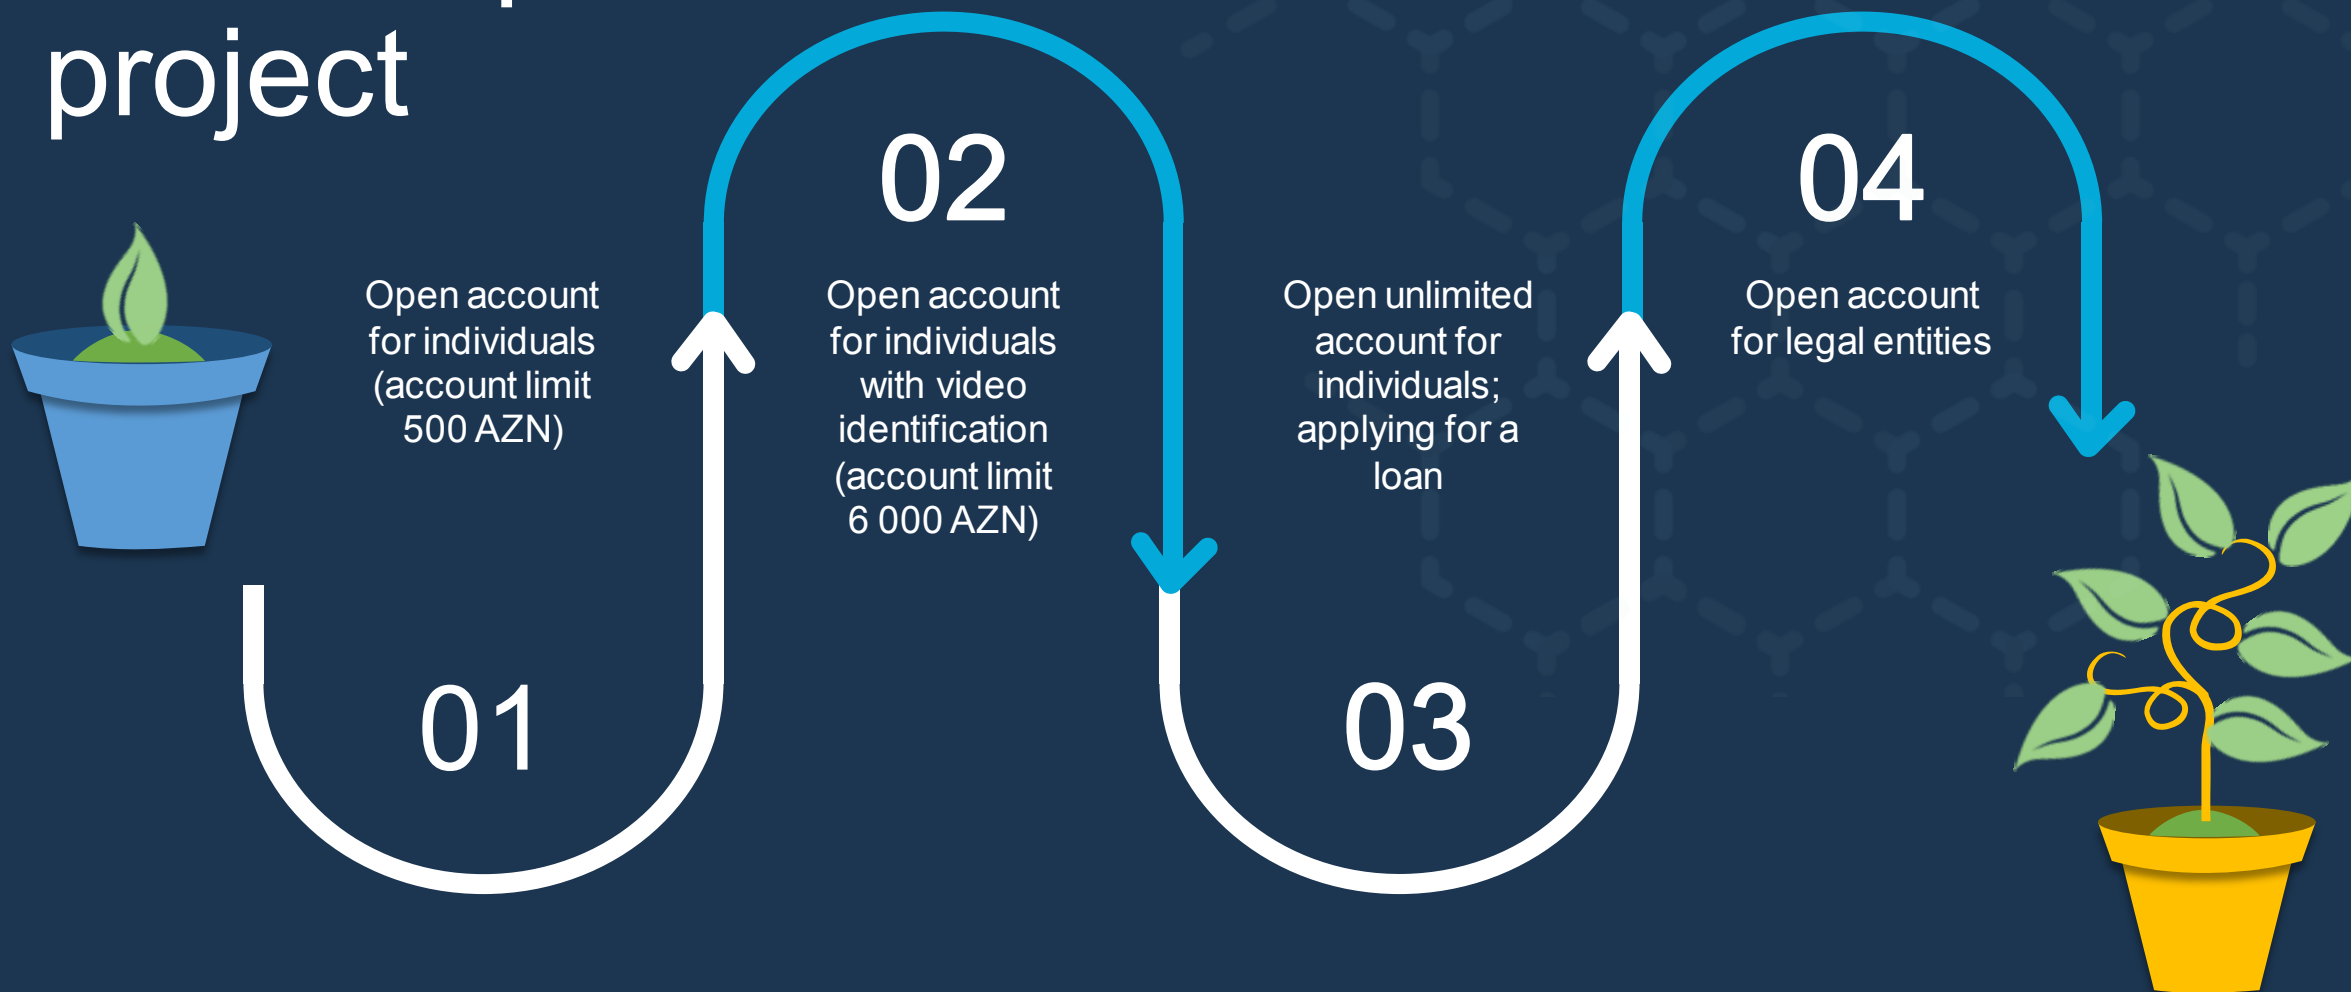 project
01
Open account
for individuals
(account limit
500 AZN)
02
Open account
for individuals
with video
identification
(account limit
6 000 AZN)
03
Open unlimited
account for
individuals;
applying for a
loan
04
Open account
for legal entities